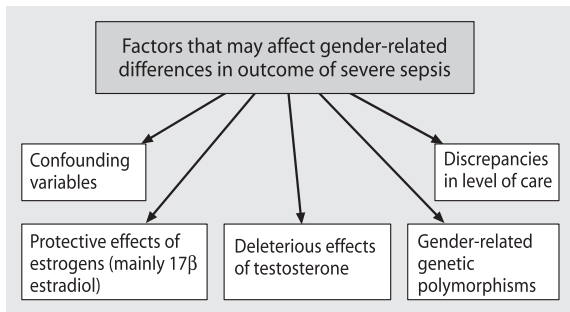 Factors that may affect gender-related
differences in outcome of severe sepsis
Confounding
variables
Discrepancies
in level of care
Protective effects of
estrogens (mainly 17β
estradiol)
Deleterious effects
of testosterone
Gender-related
genetic
polymorphisms